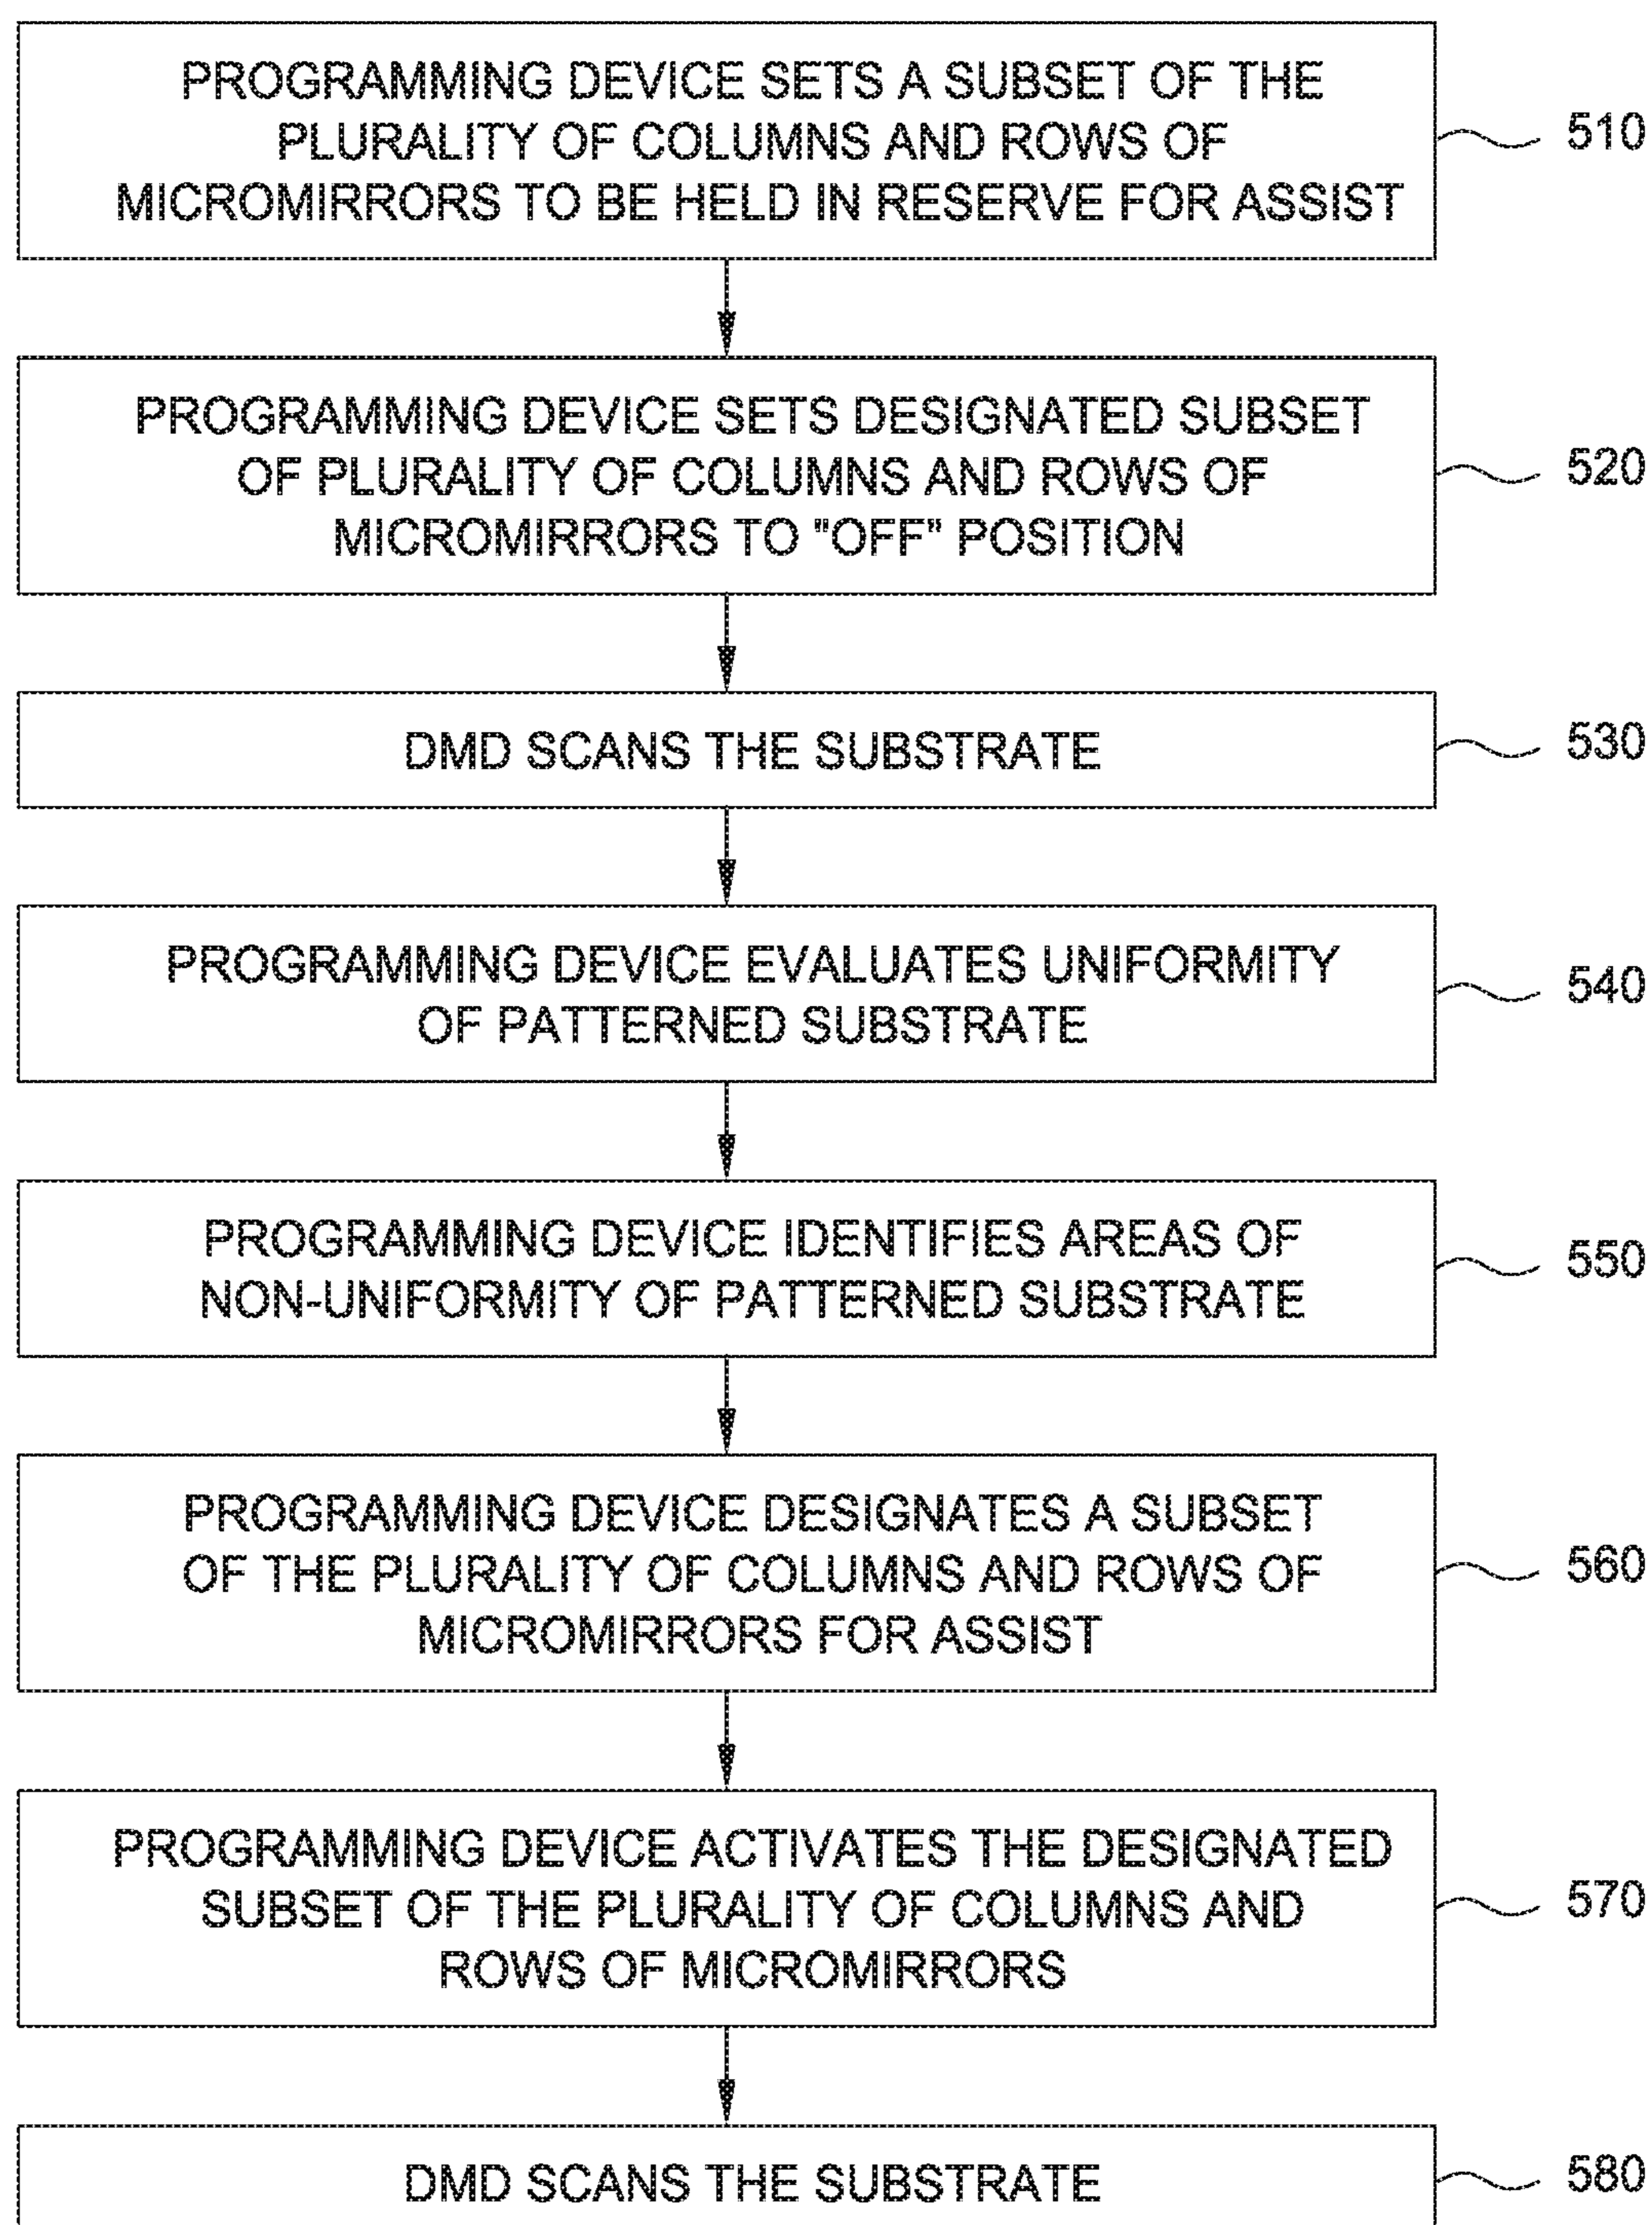 PROGRAMMING DEVICE SETS A SUBSET OF THE
PLURALITY OF COLUMNS AND ROWS OF
MICROMIRRORS TO BE HELD IN RESERVE FOR ASSIST
510
PROGRAMMING DEVICE SETS DESIGNATED SUBSET
OF PLURALITY OF COLUMNS AND ROWS OF
MICROMIRRORS TO "OFF" POSITION
520
DMD SCANS THE SUBSTRATE
530
PROGRAMMING DEVICE EVALUATES UNIFORMITY
OF PATTERNED SUBSTRATE
540
PROGRAMMING DEVICE IDENTIFIES AREAS OF
NON-UNIFORMITY OF PATTERNED SUBSTRATE
550
PROGRAMMING DEVICE DESIGNATES A SUBSET
OF THE PLURALITY OF COLUMNS AND ROWS OF
MICROMIRRORS FOR ASSIST
560
PROGRAMMING DEVICE ACTIVATES THE DESIGNATED
SUBSET OF THE PLURALITY OF COLUMNS AND
ROWS OF MICROMIRRORS
570
DMD SCANS THE SUBSTRATE
580